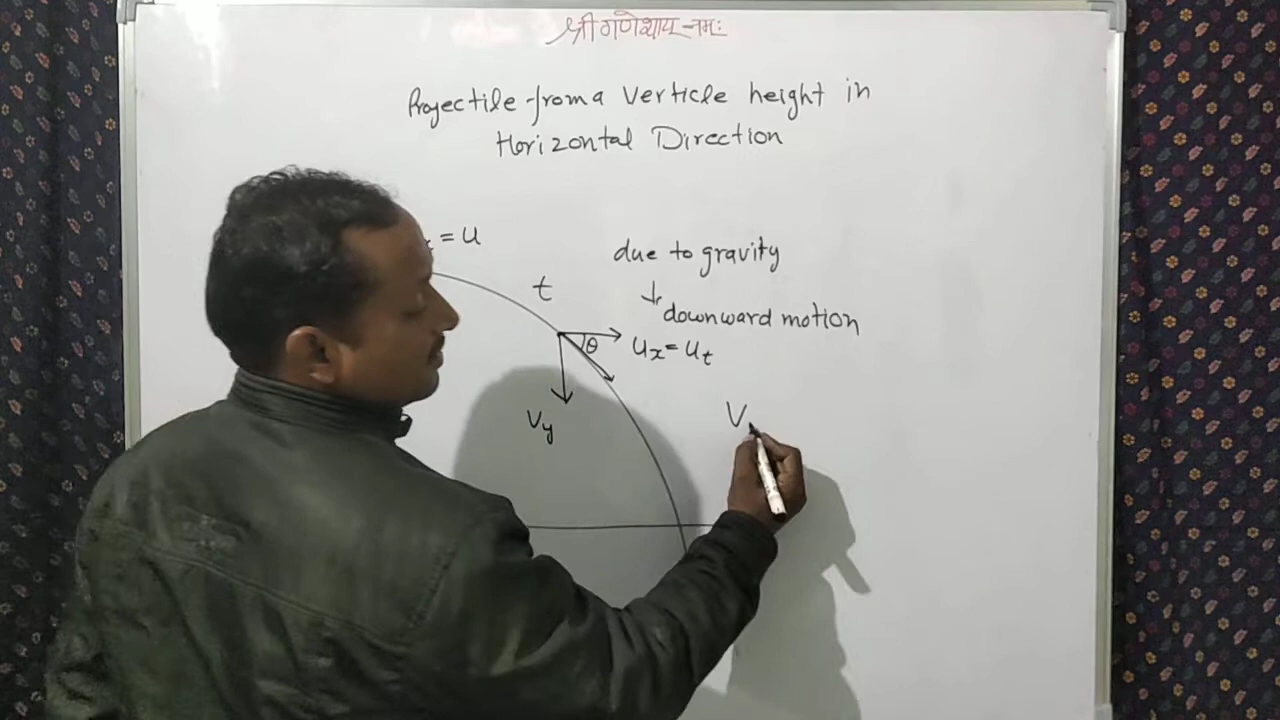 श्री गणेशाय नमः
Projectile from a Verticle height in
Horizontal Direction
= u
t
due to gravity
↓ downward motion
θ
ux = ut
Vy
V